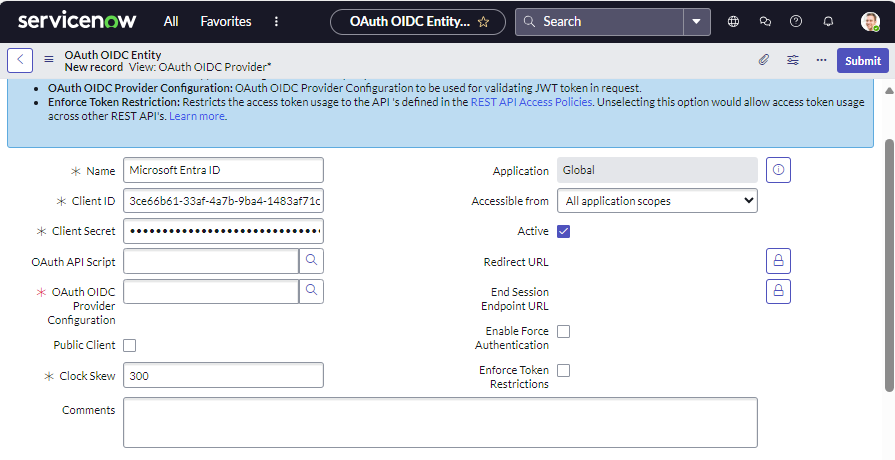 servicenow All Favorites OAuth OIDC Entity... Search
OAuth OIDC Entity
New record View: OAuth OIDC Provider*
Submit
OAuth OIDC Provider Configuration: OAuth OIDC Provider Configuration to be used for validating JWT token in request.
Enforce Token Restriction: Restricts the access token usage to the API 's defined in the REST API Access Policies. Unselecting this option would allow access token usage
across other REST API's. Learn more.
Name Microsoft Entra ID
Application Global
Client ID 3ce66b61-33af-4a7b-9ba4-1483af71c
Accessible from All application scopes
Client Secret
Active
OAuth API Script
Redirect URL
OAuth OIDC
Provider
Configuration
End Session
Endpoint URL
Public Client
Enable Force
Authentication
Clock Skew 300
Enforce Token
Restrictions
Comments